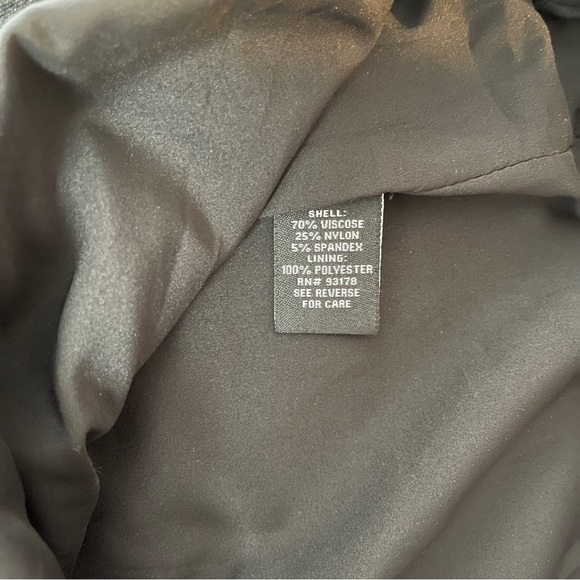 SHELL:
70% VISCOSE
25% NYLON
5% SPANDEX
LINING:
100% POLYESTER
RN# 93178
SEE REVERSE
FOR CARE